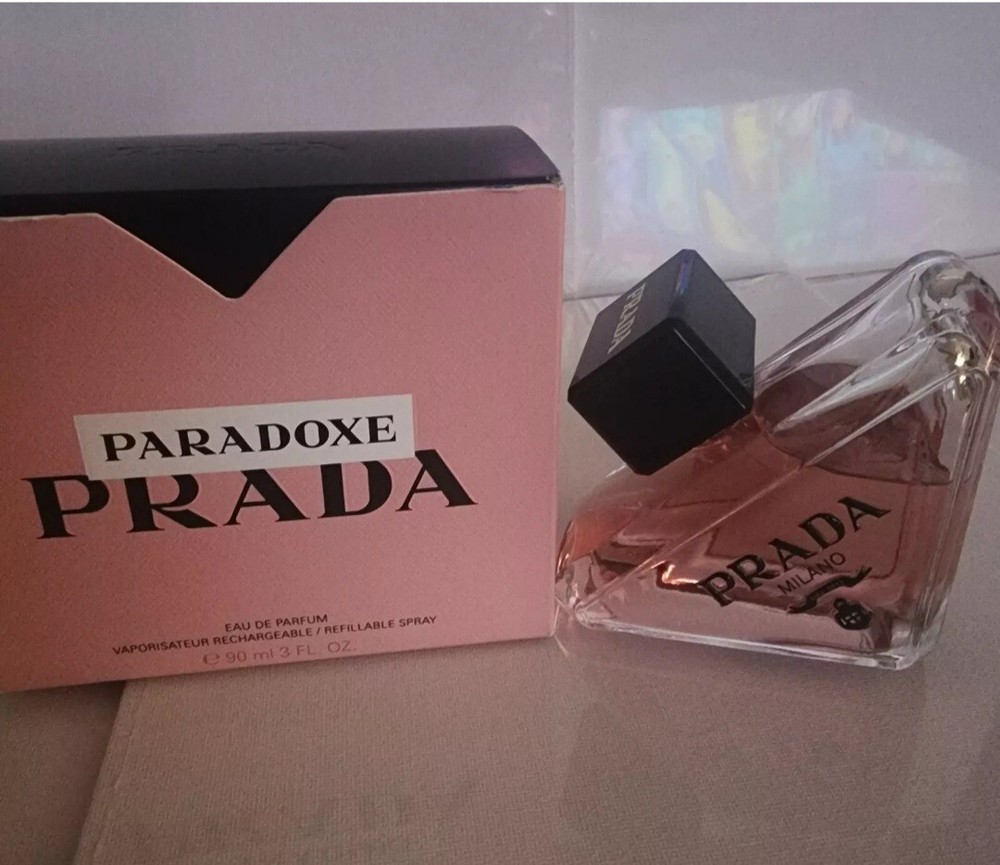 PARADOXE
PRADA
EAU DE PARFUM
VAPORISATEUR RECHARGEABLE / REFILLABLE SPRAY
℮ 90 ml 3 FL. OZ.
PRADA
PRADA
MILANO